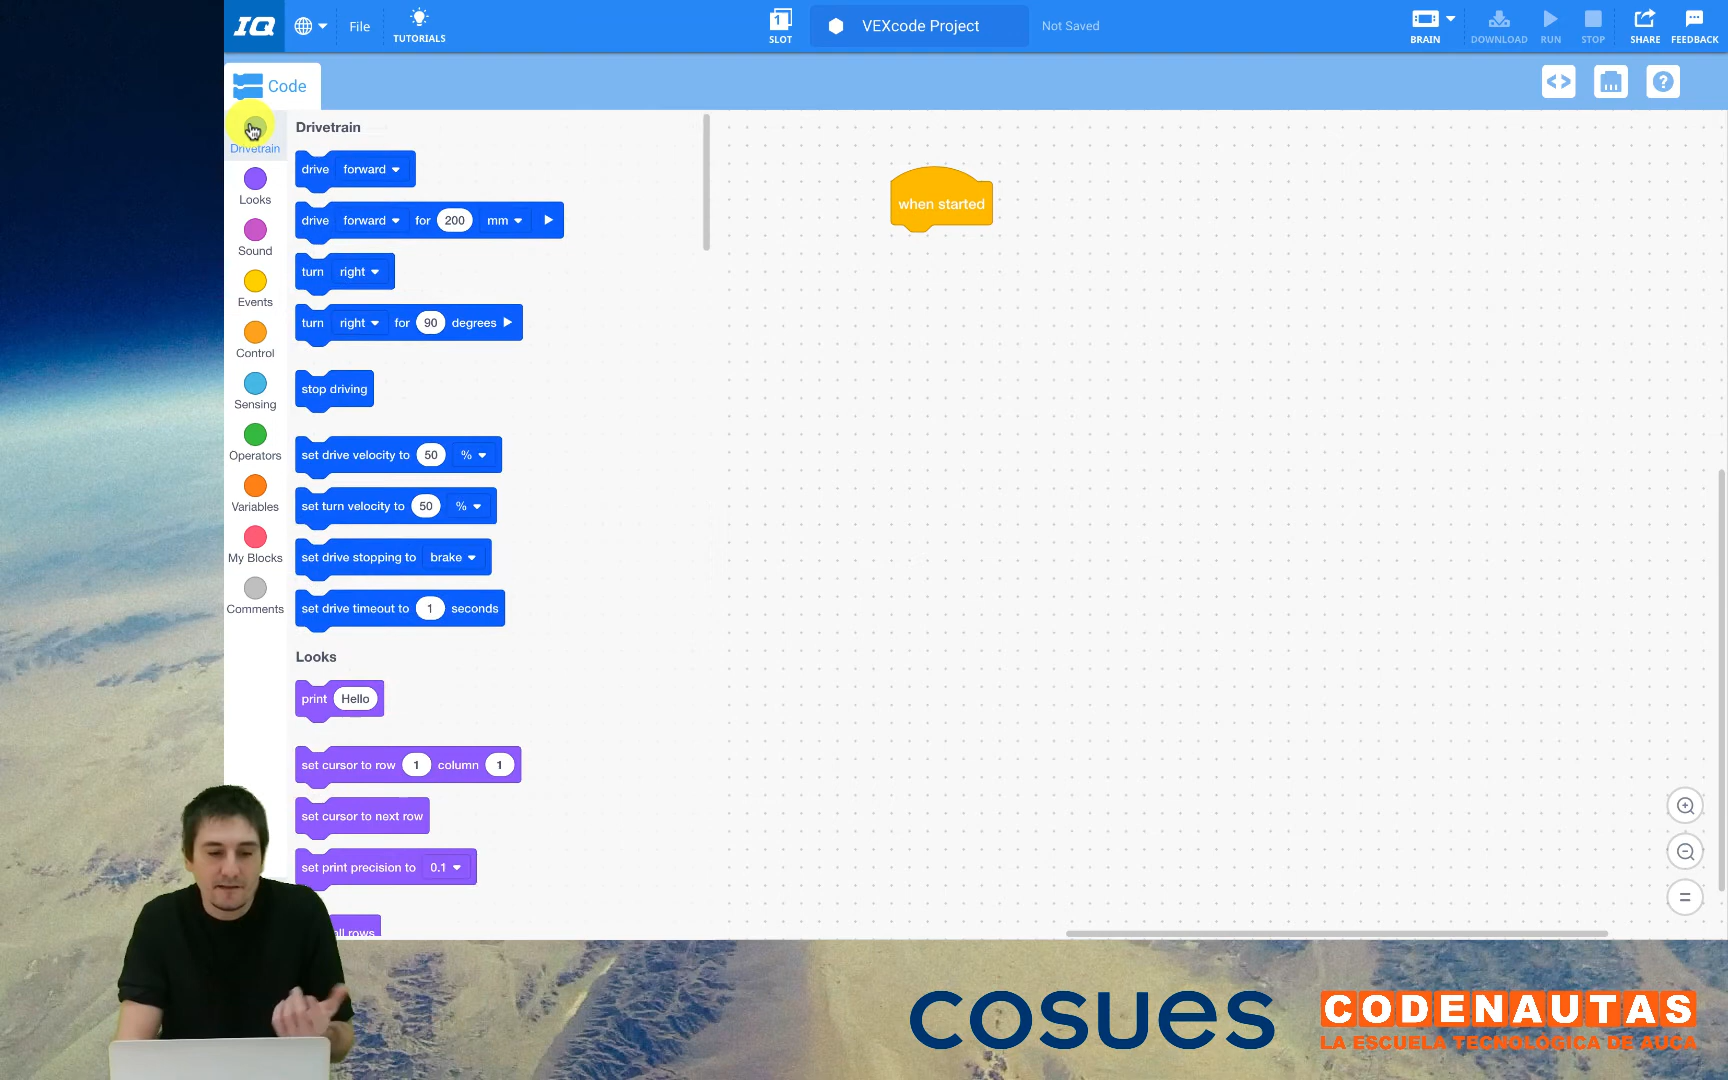 IQ
File
TUTORIALS
1
SLOT
VEXcode Project
Not Saved
BRAIN
DOWNLOAD
RUN
STOP
SHARE
FEEDBACK
Code
Drivetrain
Looks
Sound
Events
Control
Sensing
Operators
Variables
My Blocks
Comments
Drivetrain
drive forward
drive forward for 200 mm
turn right
turn right for 90 degrees
stop driving
set drive velocity to 50 %
set turn velocity to 50 %
set drive stopping to brake
set drive timeout to 1 seconds
Looks
print Hello
set cursor to row 1 column 1
set cursor to next row
set print precision to 0.1
all rows
when started
cosues
CODENAUTAS
LA ESCUELA TECNOLÓGICA DE AUCA